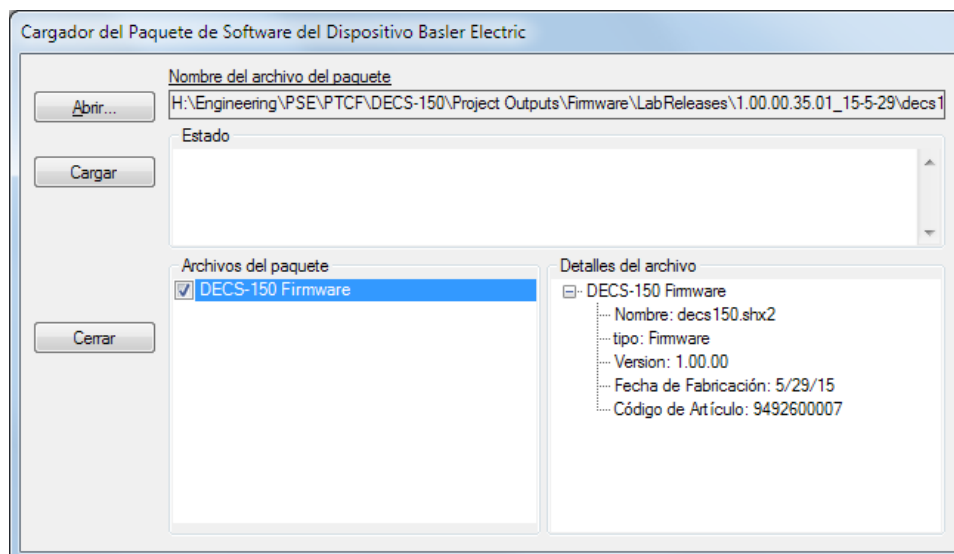 Cargador del Paquete de Software del Dispositivo Basler Electric
Nombre del archivo del paquete
Abrir...
H:\Engineering\PSE\PTCF\DECS-150\Project Outputs\Firmware\LabReleases\1.00.00.35.01_15-5-29\decs1
Estado
Cargar
Archivos del paquete
DECS-150 Firmware
Detalles del archivo
DECS-150 Firmware
Nombre: decs150.shx2
tipo: Firmware
Version: 1.00.00
Fecha de Fabricación: 5/29/15
Código de Artículo: 9492600007
Cerrar